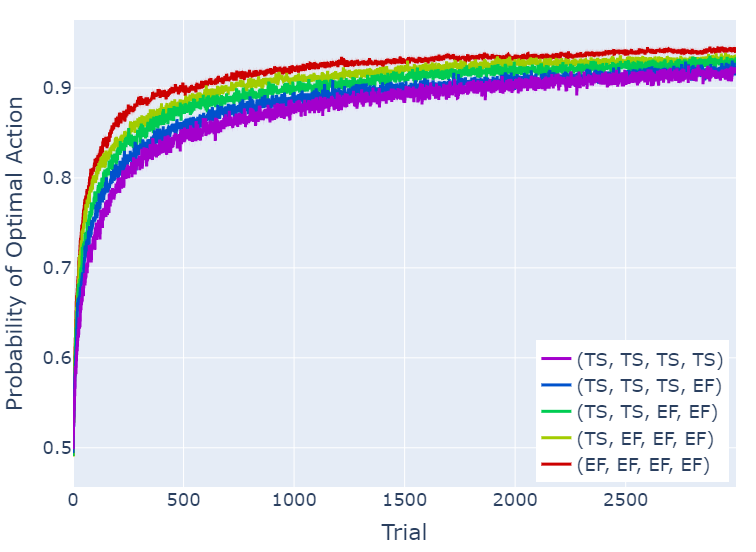 Probability of Optimal Action
0.9
0.8
0.7
0.6
0.5
0
500
1000
1500
2000
2500
Trial
(TS, TS, TS, TS)
(TS, TS, TS, EF)
(TS, TS, EF, EF)
(TS, EF, EF, EF)
(EF, EF, EF, EF)